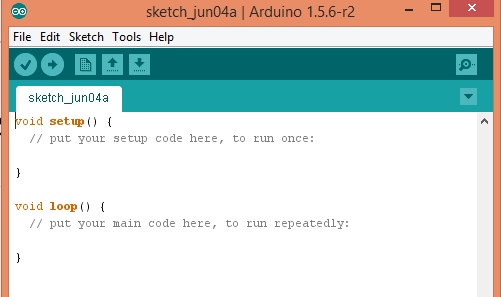 sketch_jun04a | Arduino 1.5.6-r2
File Edit Sketch Tools Help
sketch_jun04a
void setup() {
  // put your setup code here, to run once:

}

void loop() {
  // put your main code here, to run repeatedly:

}